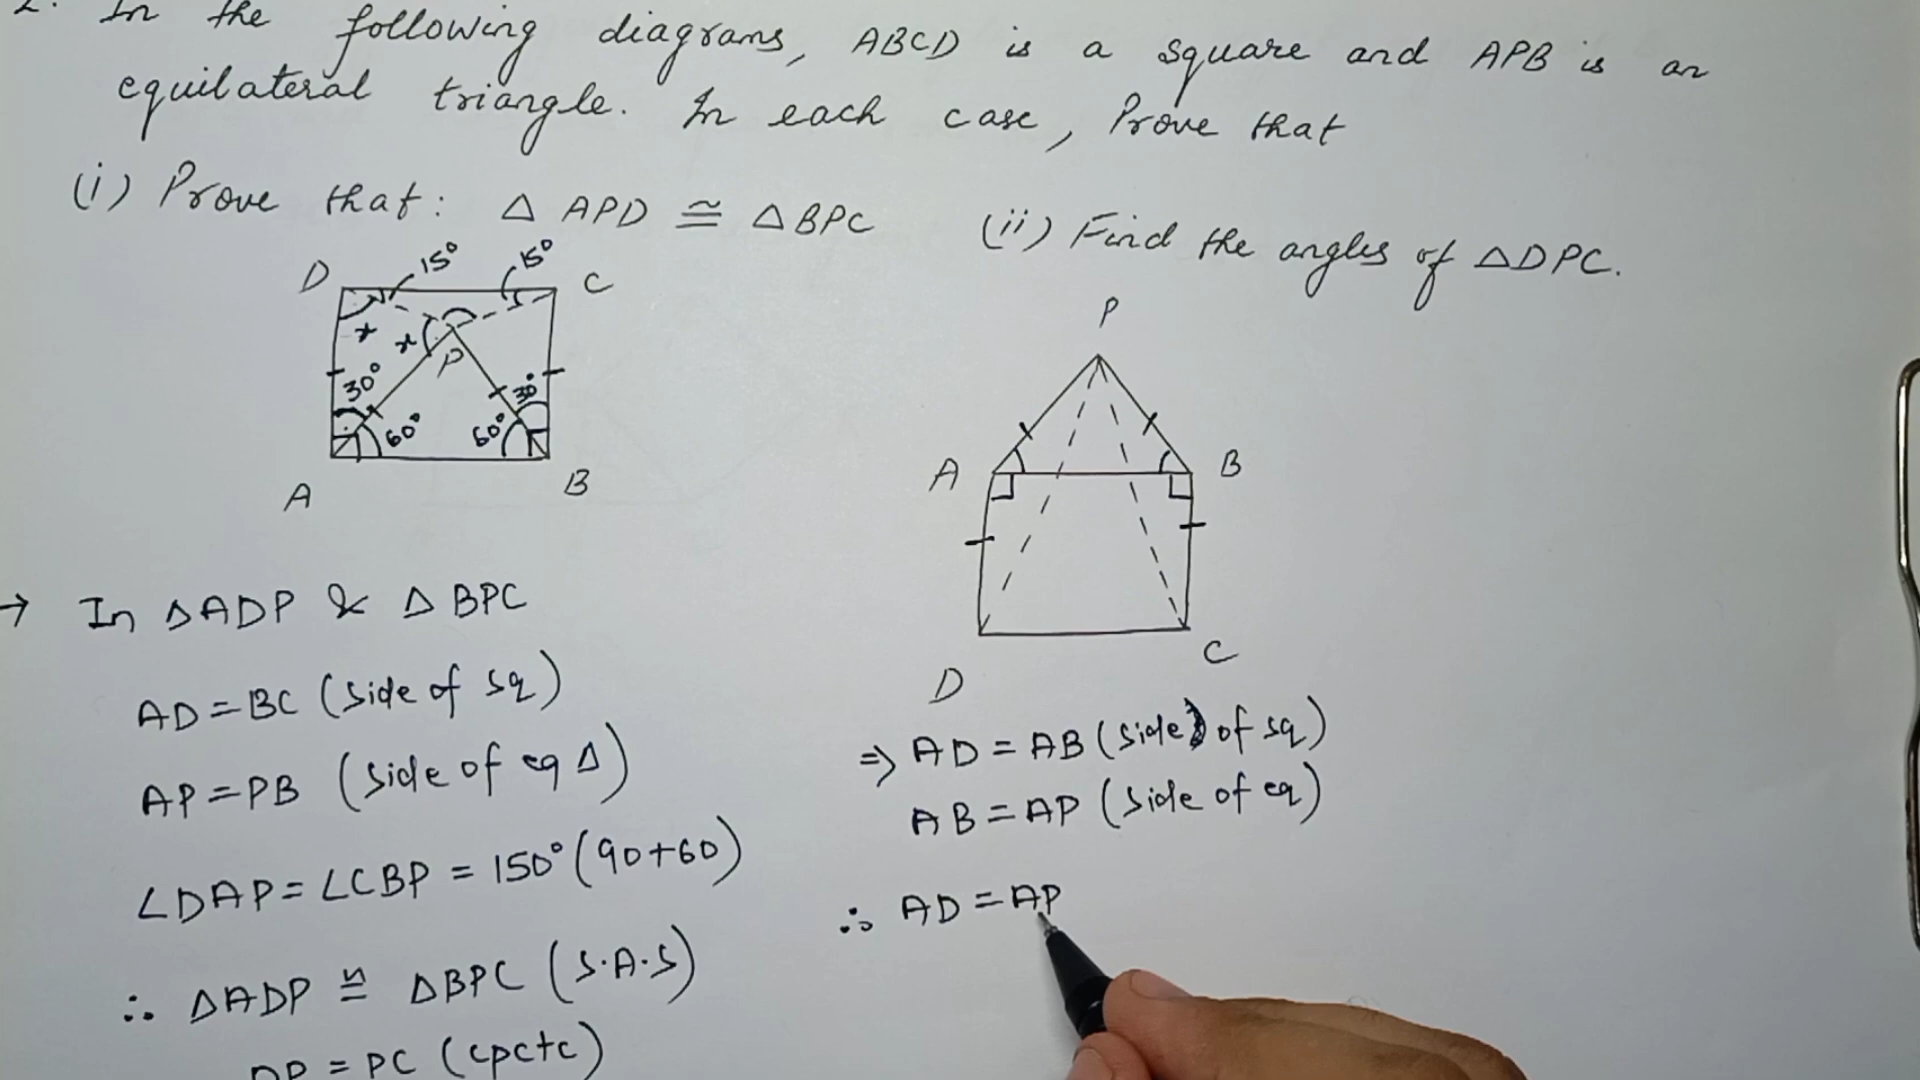 2. In the following diagrams, ABCD is a square and APB is an
equilateral triangle. In each case, Prove that
(i) Prove that: △ APD ≅ △BPC (ii) Find the angles of △DPC.
D 15° 15° C
x x P
30° 30°
60° 60°
A B
P
A B
D C
→ In △ADP & △BPC
AD = BC (side of sq)
AP = PB (side of eq △)
∠DAP = ∠CBP = 150° (90+60)
∴ △ADP ≅ △BPC (S.A.S)
DP = PC (cpctc)
⇒ AD = AB (side of sq)
AB = AP (side of eq)
∴ AD = AP